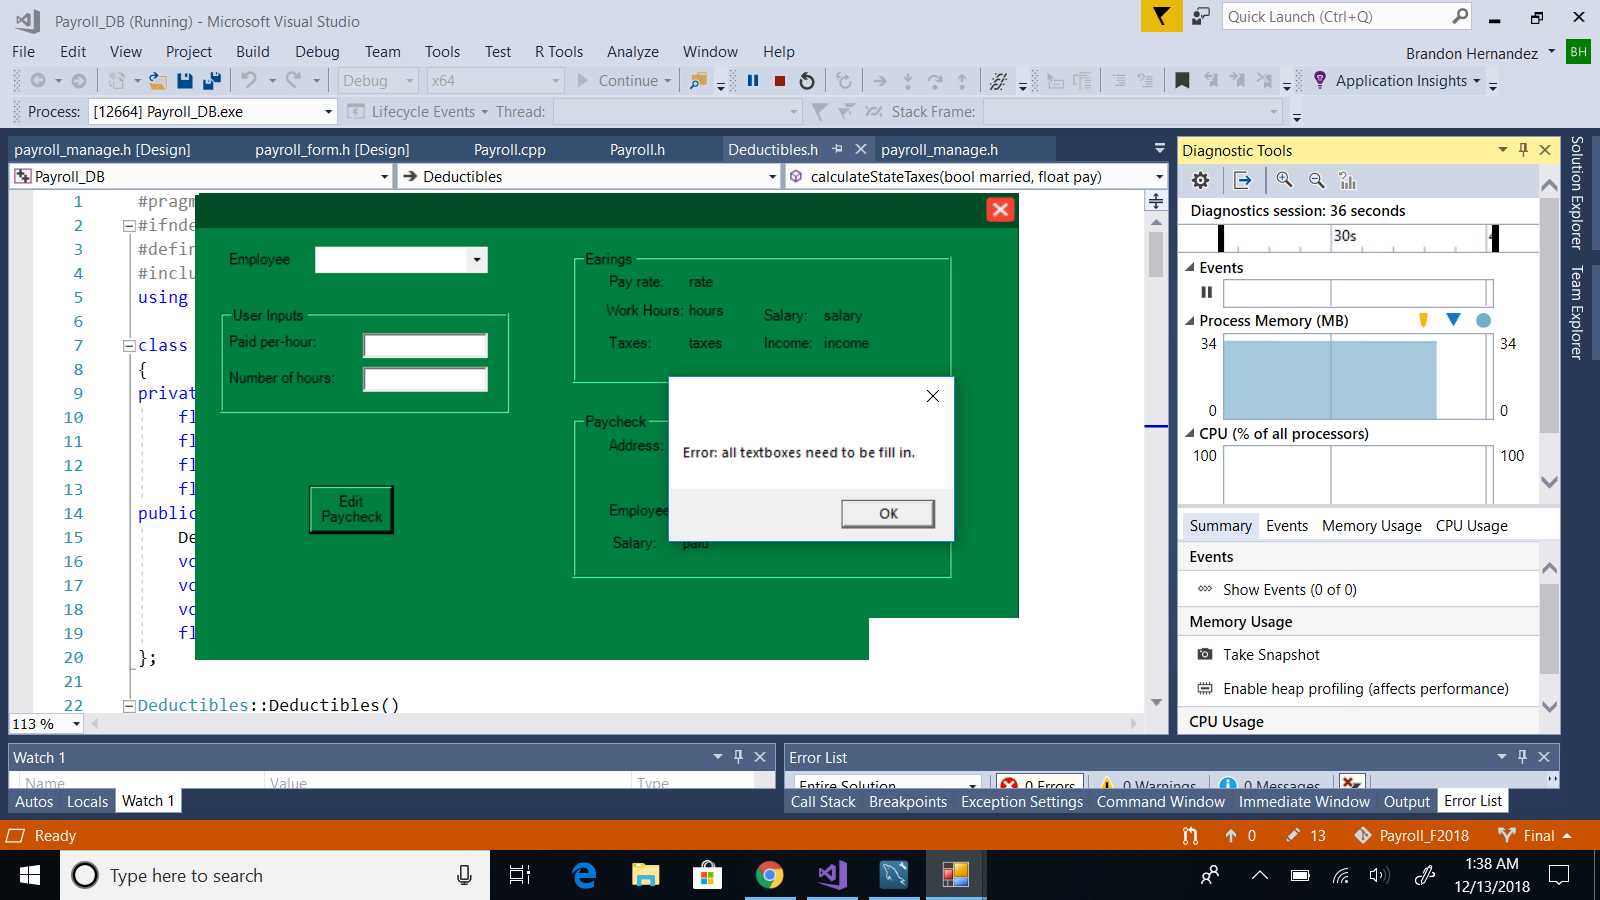 Payroll_DB (Running) - Microsoft Visual Studio
Quick Launch (Ctrl+Q)
File Edit View Project Build Debug Team Tools Test R Tools Analyze Window Help
Brandon Hernandez BH
Debug x64 Continue Application Insights
Process: [12664] Payroll_DB.exe Lifecycle Events Thread: Stack Frame:
payroll_manage.h [Design] payroll_form.h [Design] Payroll.cpp Payroll.h Deductibles.h payroll_manage.h
Payroll_DB Deductibles calculateStateTaxes(bool married, float pay)
1 #pragm
2 #ifnde
3 #defin
4 #inclu
5 using
6
7 class
8 {
9 privat
10 fl
11 fl
12 fl
13 fl
14 public
15 De
16 vo
17 vo
18 vo
19 fl
20 };
21
22 Deductibles::Deductibles()
113 %
Employee
User Inputs
Paid per-hour:
Number of hours:
Edit
Paycheck
Earings
Pay rate: rate
Work Hours: hours Salary: salary
Taxes: taxes Income: income
Paycheck
Address:
Employee
Salary: paid
Error: all textboxes need to be fill in.
OK
Diagnostic Tools
Diagnostics session: 36 seconds
30s
Events
Process Memory (MB)
34 34
0 0
CPU (% of all processors)
100 100
Summary Events Memory Usage CPU Usage
Events
Show Events (0 of 0)
Memory Usage
Take Snapshot
Enable heap profiling (affects performance)
CPU Usage
Solution Explorer
Team Explorer
Watch 1
Name Value Type
Autos Locals Watch 1
Error List
Entire Solution 0 Errors 0 Warnings 0 Messages
Call Stack Breakpoints Exception Settings Command Window Immediate Window Output Error List
Ready 0 13 Payroll_F2018 Final
Type here to search
1:38 AM
12/13/2018